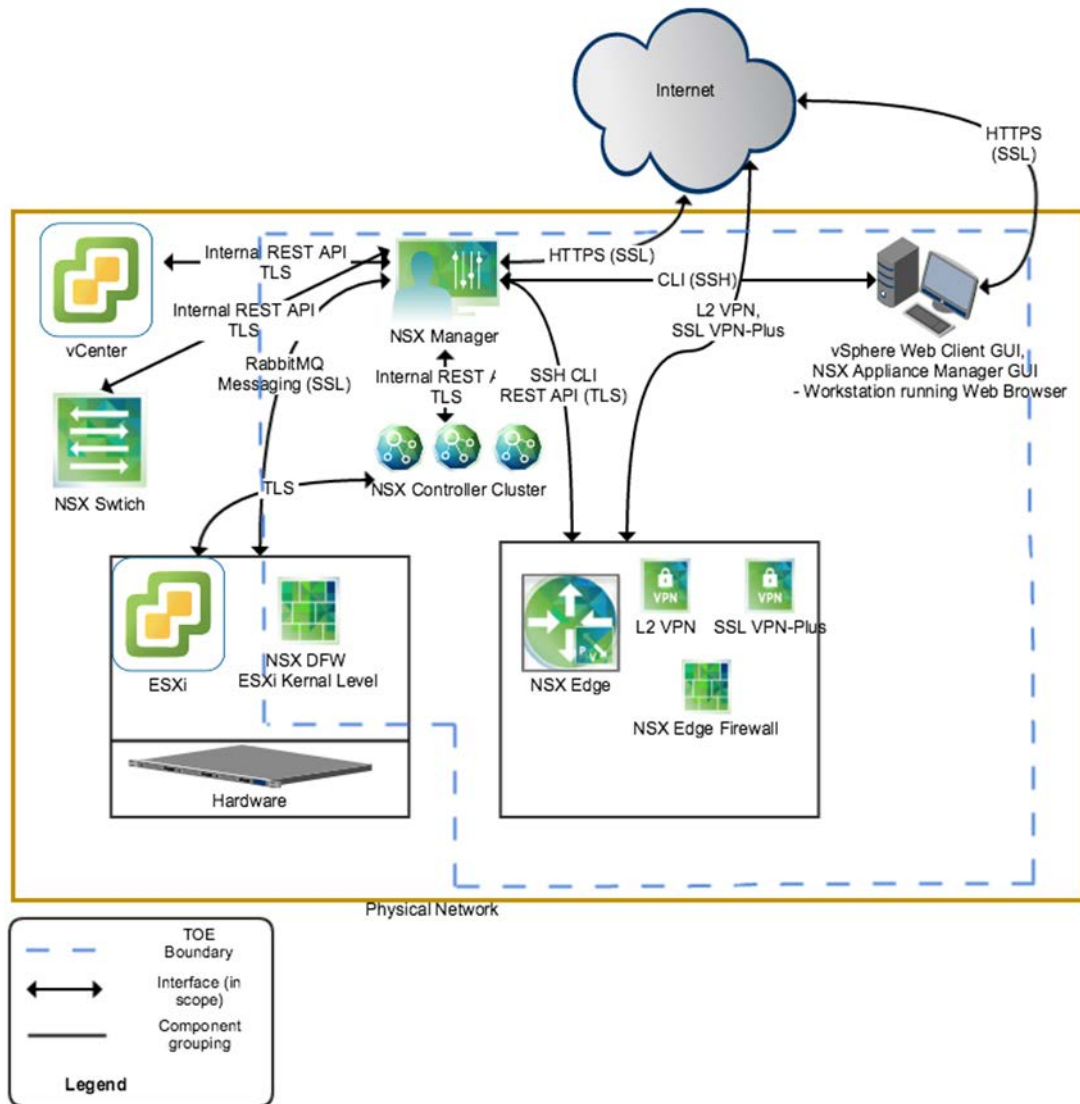 Internet
HTTPS
(SSL)
Internal REST API
TLS
HTTPS (SSL)
CLI (SSH)
L2 VPN,
SSL VPN-Plus
Internal REST API
TLS
vCenter
NSX Manager
RabbitMQ
Messaging (SSL)
Internal REST A
TLS
SSH CLI
REST API (TLS)
vSphere Web Client GUI,
NSX Appliance Manager GUI
- Workstation running Web Browser
NSX Swtich
TLS
NSX Controller Cluster
ESXi
NSX DFW
ESXi Kernal Level
NSX Edge
VPN
L2 VPN
VPN
SSL VPN-Plus
NSX Edge Firewall
Hardware
Physical Network
TOE
Boundary
Interface (in
scope)
Component
grouping
Legend